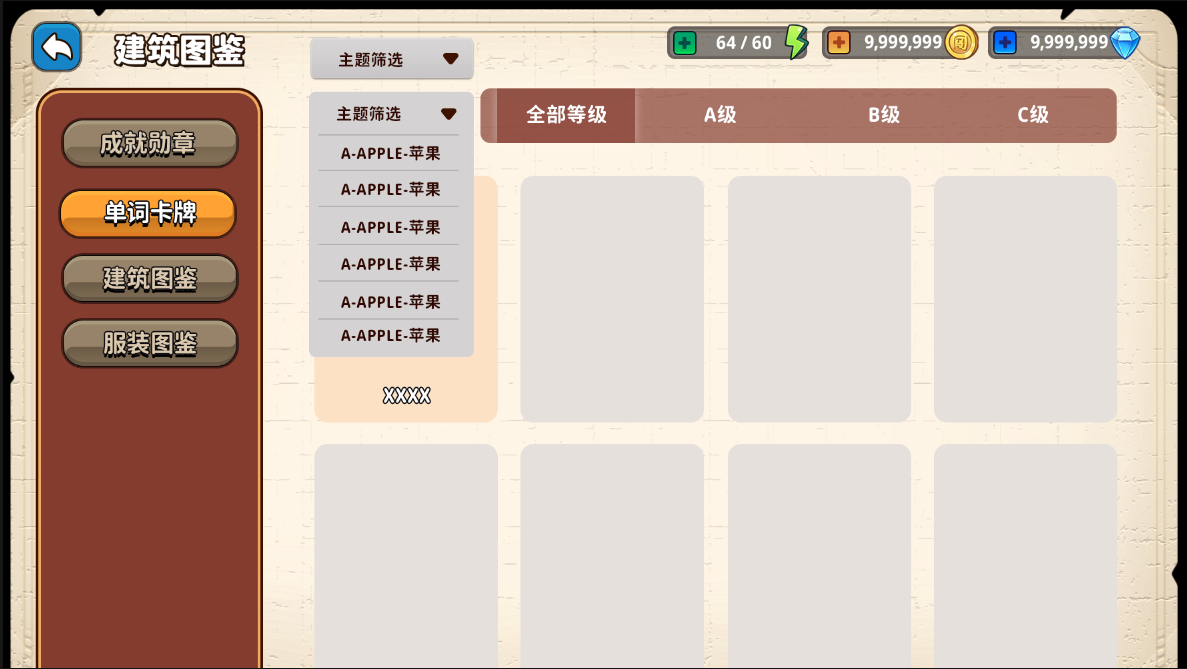 建筑图鉴
主题筛选
64 / 60
9,999,999
9,999,999
主题筛选
A-APPLE-苹果
A-APPLE-苹果
A-APPLE-苹果
A-APPLE-苹果
A-APPLE-苹果
A-APPLE-苹果
全部等级
A级
B级
C级
成就勋章
单词卡牌
建筑图鉴
服装图鉴
XXXX